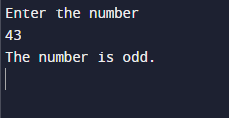 Enter the number
43
The number is odd.